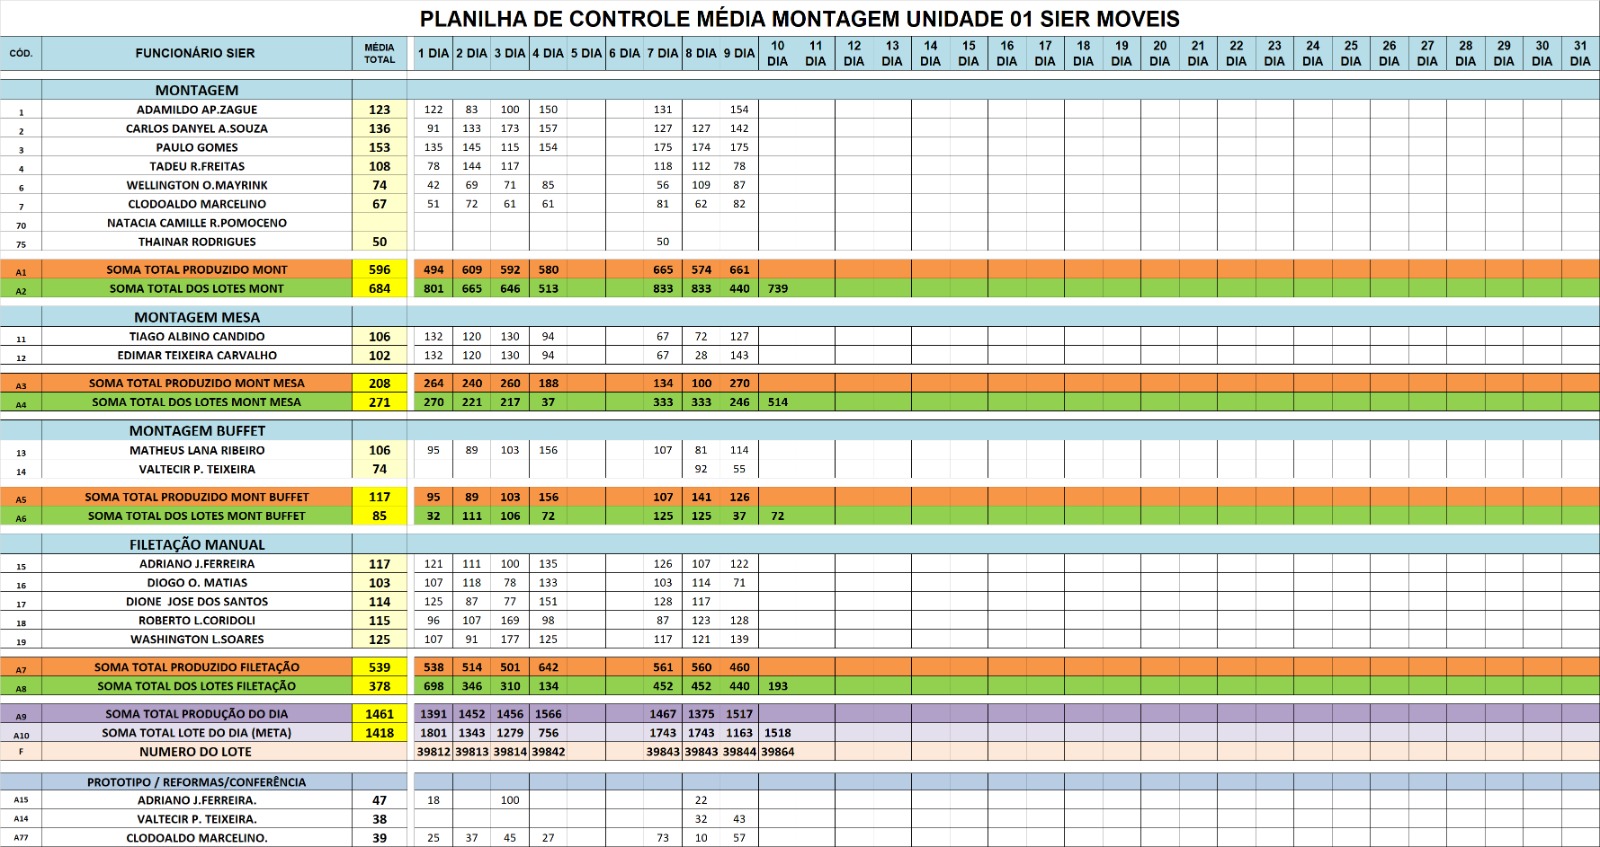 PLANILHA DE CONTROLE MÉDIA MONTAGEM UNIDADE 01 SIER MOVEIS
CÓD. FUNCIONÁRIO SIER MÉDIA TOTAL 1 DIA 2 DIA 3 DIA 4 DIA 5 DIA 6 DIA 7 DIA 8 DIA 9 DIA 10 DIA 11 DIA 12 DIA 13 DIA 14 DIA 15 DIA 16 DIA 17 DIA 18 DIA 19 DIA 20 DIA 21 DIA 22 DIA 23 DIA 24 DIA 25 DIA 26 DIA 27 DIA 28 DIA 29 DIA 30 DIA 31 DIA
MONTAGEM
1 ADAMILDO AP.ZAGUE 123 122 83 100 150 131 154
2 CARLOS DANYEL A.SOUZA 136 91 133 173 157 127 127 142
3 PAULO GOMES 153 135 145 115 154 175 174 175
4 TADEU R.FREITAS 108 78 144 117 118 112 78
6 WELLINGTON O.MAYRINK 74 42 69 71 85 56 109 87
7 CLODOALDO MARCELINO 67 51 72 61 61 81 62 82
70 NATACIA CAMILLE R.POMOCENO
75 THAINAR RODRIGUES 50 50
A1 SOMA TOTAL PRODUZIDO MONT 596 494 609 592 580 665 574 661
A2 SOMA TOTAL DOS LOTES MONT 684 801 665 646 513 833 833 440 739
MONTAGEM MESA
11 TIAGO ALBINO CANDIDO 106 132 120 130 94 67 72 127
12 EDIMAR TEIXEIRA CARVALHO 102 132 120 130 94 67 28 143
A3 SOMA TOTAL PRODUZIDO MONT MESA 208 264 240 260 188 134 100 270
A4 SOMA TOTAL DOS LOTES MONT MESA 271 270 221 217 37 333 333 246 514
MONTAGEM BUFFET
13 MATHEUS LANA RIBEIRO 106 95 89 103 156 107 81 114
14 VALTECIR P. TEIXEIRA 74 92 55
A5 SOMA TOTAL PRODUZIDO MONT BUFFET 117 95 89 103 156 107 141 126
A6 SOMA TOTAL DOS LOTES MONT BUFFET 85 32 111 106 72 125 125 37 72
FILETAÇÃO MANUAL
15 ADRIANO J.FERREIRA 117 121 111 100 135 126 107 122
16 DIOGO O. MATIAS 103 107 118 78 133 103 114 71
17 DIONE JOSE DOS SANTOS 114 125 87 77 151 128 117
18 ROBERTO L.CORIDOLI 115 96 107 169 98 87 123 128
19 WASHINGTON L.SOARES 125 107 91 177 125 117 121 139
A7 SOMA TOTAL PRODUZIDO FILETAÇÃO 539 538 514 501 642 561 560 460
A8 SOMA TOTAL DOS LOTES FILETAÇÃO 378 698 346 310 134 452 452 440 193
A9 SOMA TOTAL PRODUÇÃO DO DIA 1461 1391 1452 1456 1566 1467 1375 1517
A10 SOMA TOTAL LOTE DO DIA (META) 1418 1801 1343 1279 756 1743 1743 1163 1518
F NUMERO DO LOTE 39812 39813 39814 39842 39843 39843 39844 39864
PROTOTIPO / REFORMAS/CONFERÊNCIA
A15 ADRIANO J.FERREIRA. 47 18 100 22
A14 VALTECIR P. TEIXEIRA. 38 32 43
A77 CLODOALDO MARCELINO. 39 25 37 45 27 73 10 57